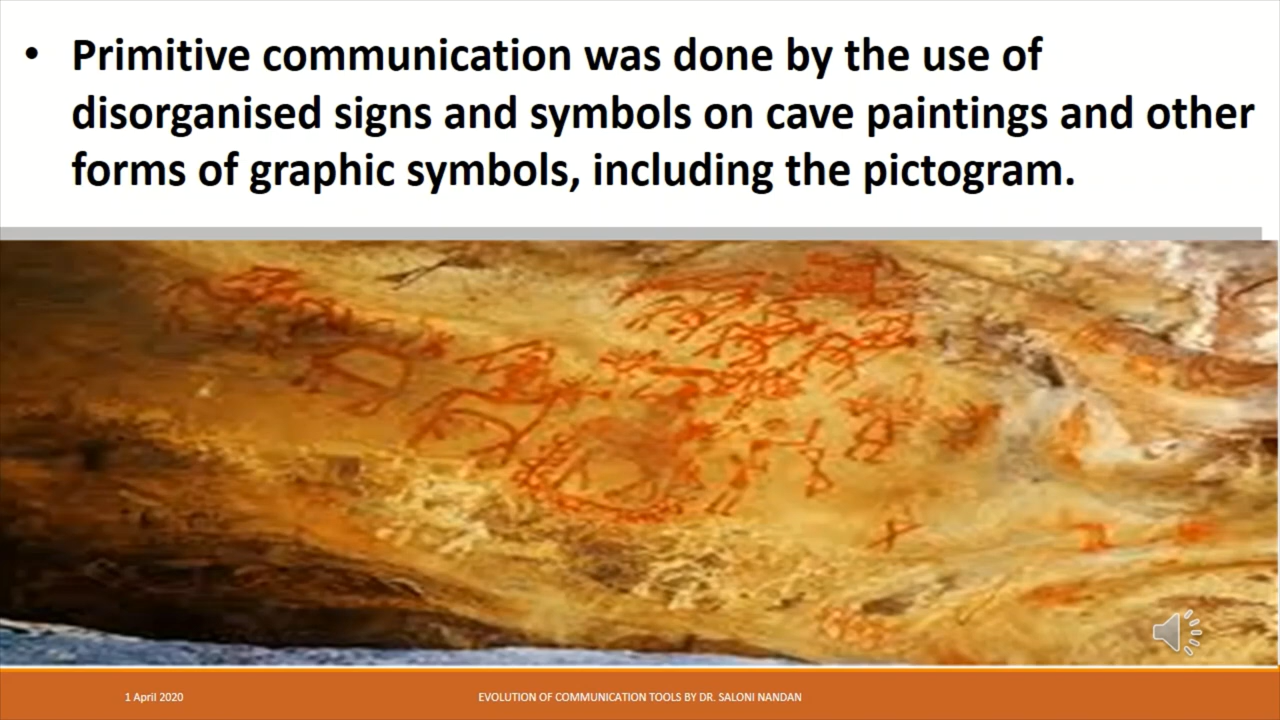 • Primitive communication was done by the use of
disorganised signs and symbols on cave paintings and other
forms of graphic symbols, including the pictogram.
1 April 2020
EVOLUTION OF COMMUNICATION TOOLS BY DR. SALONI NANDAN